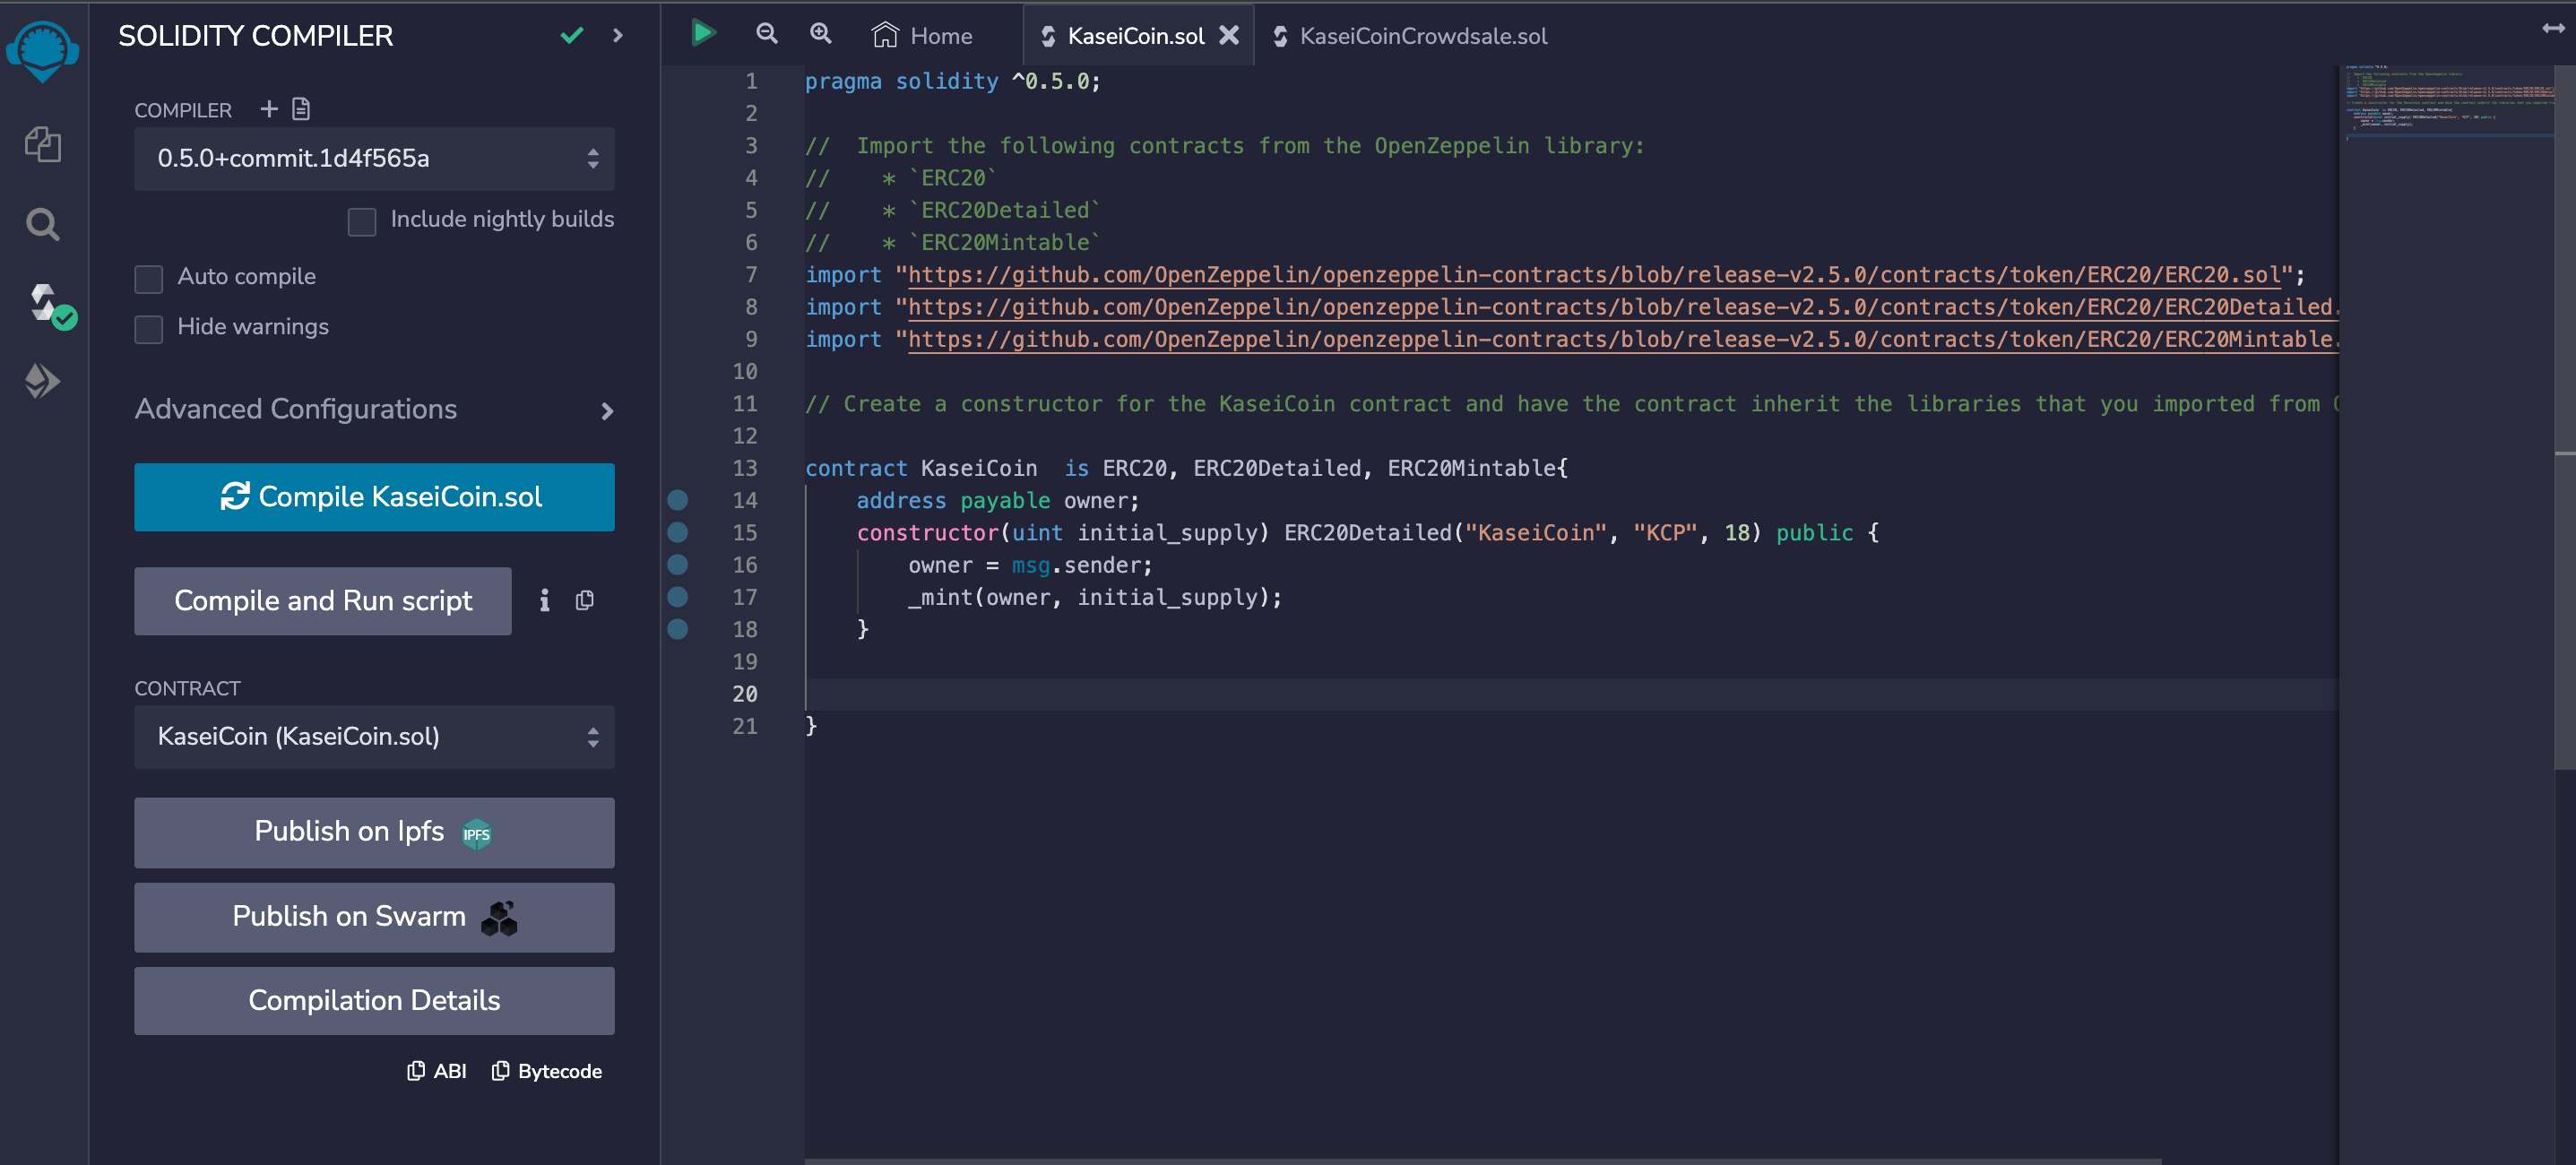 SOLIDITY COMPILER
COMPILER
0.5.0+commit.1d4f565a
Include nightly builds
Auto compile
Hide warnings
Advanced Configurations
Compile KaseiCoin.sol
Compile and Run script
CONTRACT
KaseiCoin (KaseiCoin.sol)
Publish on Ipfs IPFS
Publish on Swarm
Compilation Details
ABI Bytecode
Home KaseiCoin.sol KaseiCoinCrowdsale.sol
1 pragma solidity ^0.5.0;
2
3 //  Import the following contracts from the OpenZeppelin library:
4 //    * `ERC20`
5 //    * `ERC20Detailed`
6 //    * `ERC20Mintable`
7 import "https://github.com/OpenZeppelin/openzeppelin-contracts/blob/release-v2.5.0/contracts/token/ERC20/ERC20.sol";
8 import "https://github.com/OpenZeppelin/openzeppelin-contracts/blob/release-v2.5.0/contracts/token/ERC20/ERC20Detailed.
9 import "https://github.com/OpenZeppelin/openzeppelin-contracts/blob/release-v2.5.0/contracts/token/ERC20/ERC20Mintable.
10
11 // Create a constructor for the KaseiCoin contract and have the contract inherit the libraries that you imported from
12
13 contract KaseiCoin  is ERC20, ERC20Detailed, ERC20Mintable{
14     address payable owner;
15     constructor(uint initial_supply) ERC20Detailed("KaseiCoin", "KCP", 18) public {
16         owner = msg.sender;
17         _mint(owner, initial_supply);
18     }
19
20
21 }